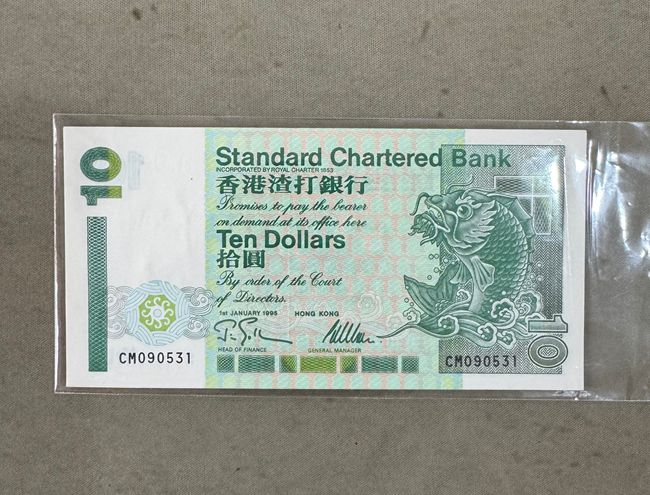 10
Standard Chartered Bank
INCORPORATED BY ROYAL CHARTER 1853
香港渣打銀行
Promises to pay the bearer
on demand at its office here
Ten Dollars
拾圓
By order of the Court
of Directors.
1st JANUARY 1995 HONG KONG
HEAD OF FINANCE GENERAL MANAGER
CM090531 CM090531
10